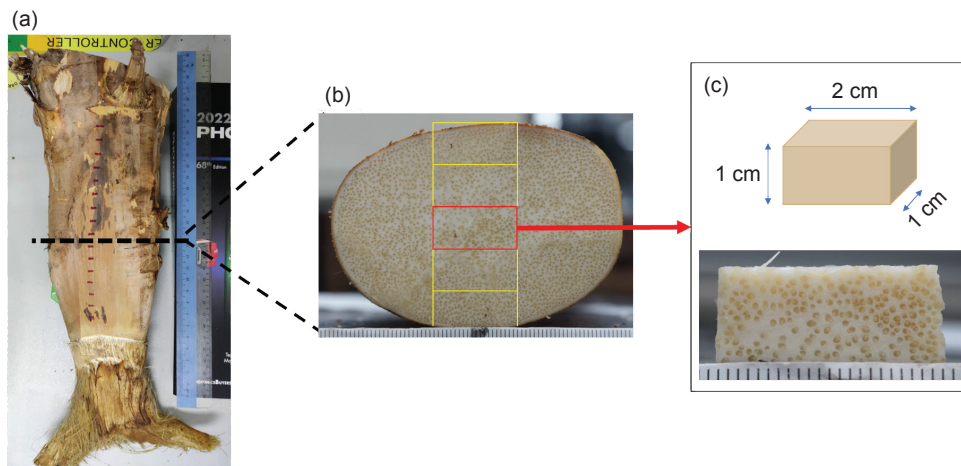 (a)
ER CONTROLLER
2022
PHO
68th Edition
(b)
(c)
2 cm
1 cm
1 cm